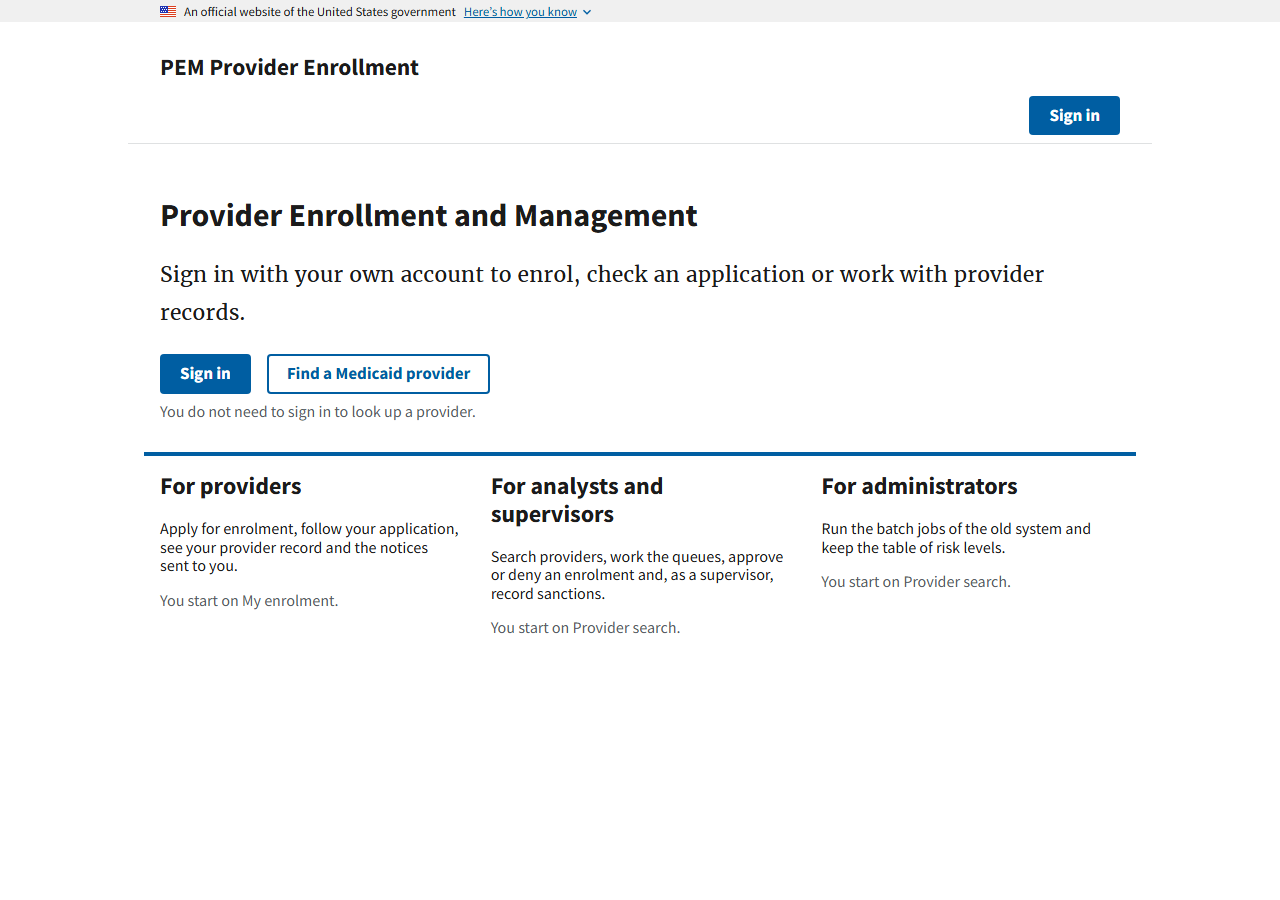 An official website of the United States government Here's how you know
PEM Provider Enrollment
Sign in
Provider Enrollment and Management
Sign in with your own account to enrol, check an application or work with provider
records.
Sign in
Find a Medicaid provider
You do not need to sign in to look up a provider.
For providers
Apply for enrolment, follow your application,
see your provider record and the notices
sent to you.
You start on My enrolment.
For analysts and
supervisors
Search providers, work the queues, approve
or deny an enrolment and, as a supervisor,
record sanctions.
You start on Provider search.
For administrators
Run the batch jobs of the old system and
keep the table of risk levels.
You start on Provider search.